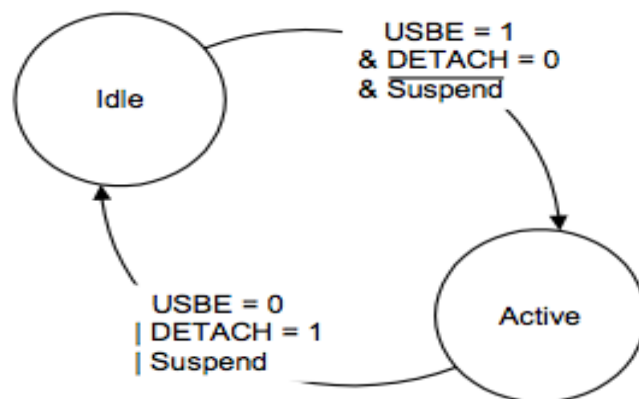 USBE = 1
& DETACH = 0
& Suspend
Idle
USBE = 0
| DETACH = 1
| Suspend
Active